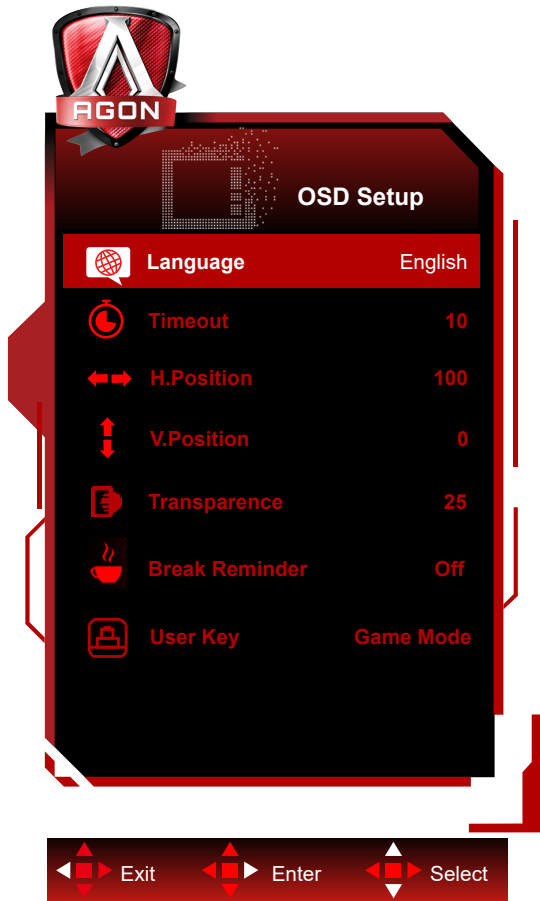 AGON
OSD Setup
Language English
Timeout 10
H.Position 100
V.Position 0
Transparence 25
Break Reminder Off
User Key Game Mode
Exit Enter Select